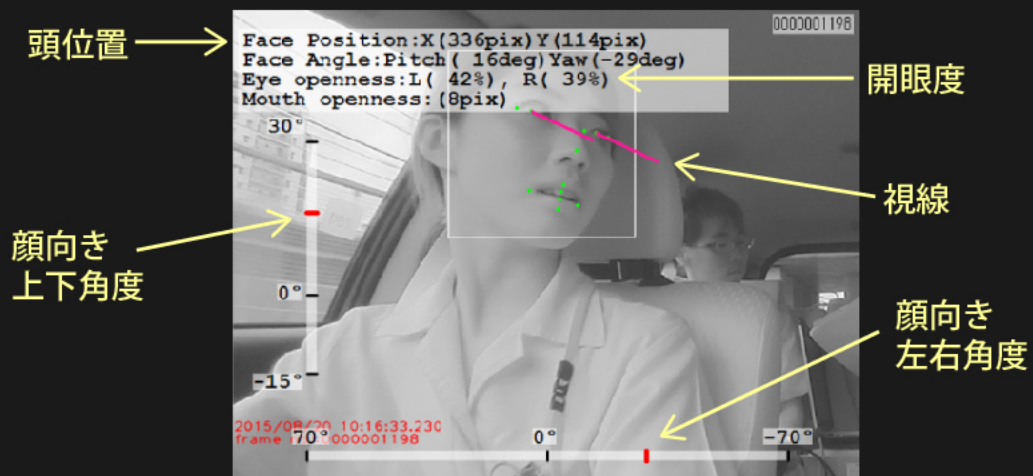 頭位置
Face Position:X(336pix)Y(114pix)
Face Angle:Pitch( 16deg)Yaw(-29deg)
Eye openness:L( 42%), R( 39%)
Mouth openness:(8pix)
0000001198
開眼度
30°
視線
顔向き
上下角度
0°
顔向き
左右角度
-15°
2015/08/20 10:16:33.230
frame
0000001198
70°
0°
-70°